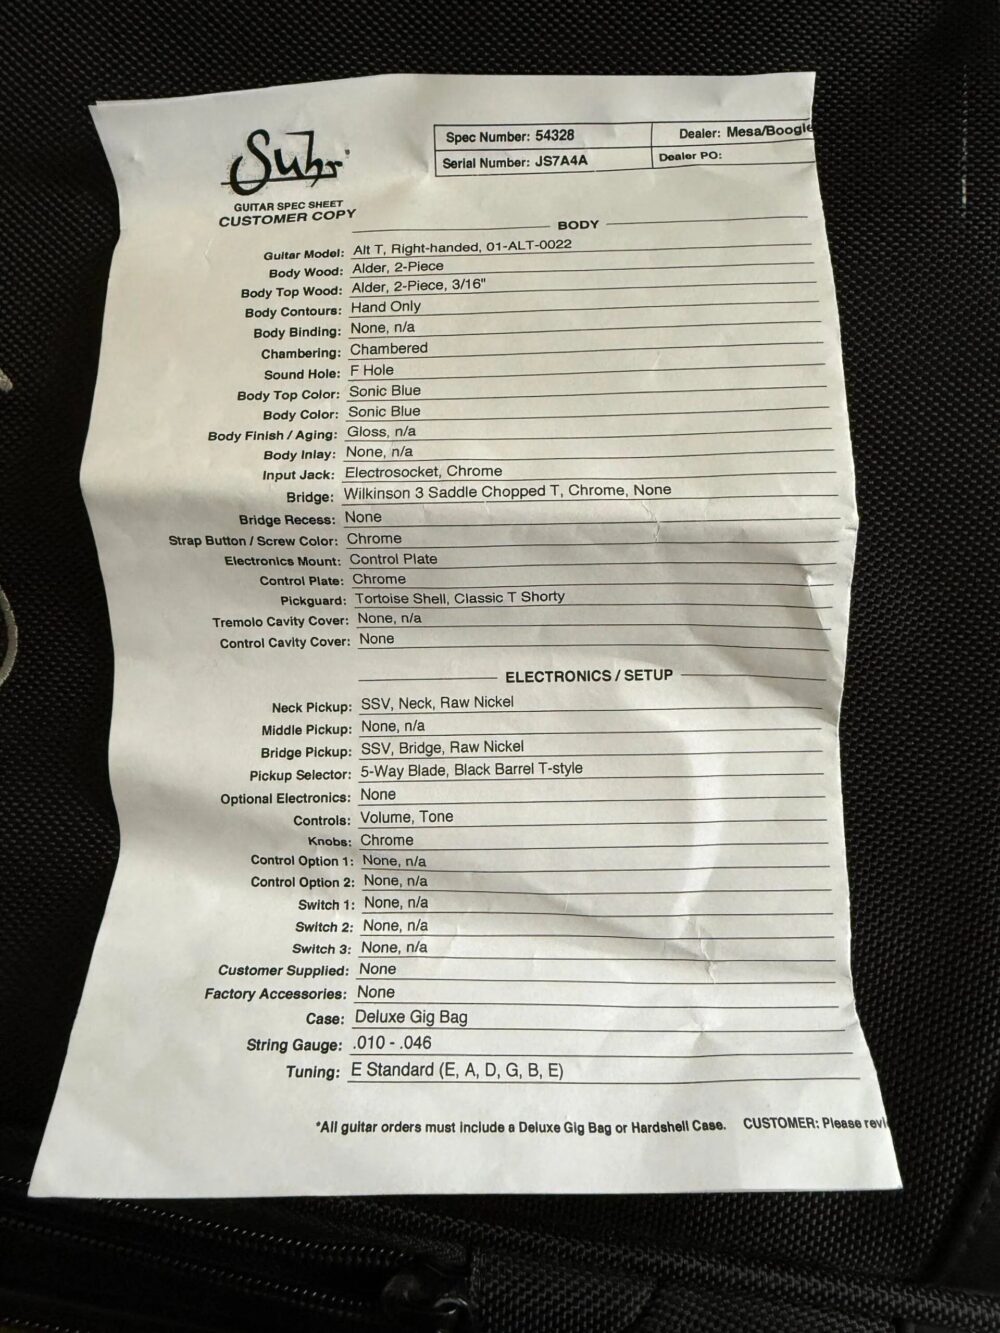 Suhr
GUITAR SPEC SHEET
CUSTOMER COPY
Spec Number: 54328
Dealer: Mesa/Boogie
Serial Number: JS7A4A
Dealer PO:
BODY
Guitar Model: Alt T, Right-handed, 01-ALT-0022
Body Wood: Alder, 2-Piece
Body Top Wood: Alder, 2-Piece, 3/16"
Body Contours: Hand Only
Body Binding: None, n/a
Chambering: Chambered
Sound Hole: F Hole
Body Top Color: Sonic Blue
Body Color: Sonic Blue
Body Finish / Aging: Gloss, n/a
Body Inlay: None, n/a
Input Jack: Electrosocket, Chrome
Bridge: Wilkinson 3 Saddle Chopped T, Chrome, None
Bridge Recess: None
Strap Button / Screw Color: Chrome
Electronics Mount: Control Plate
Control Plate: Chrome
Pickguard: Tortoise Shell, Classic T Shorty
Tremolo Cavity Cover: None, n/a
Control Cavity Cover: None
ELECTRONICS / SETUP
Neck Pickup: SSV, Neck, Raw Nickel
Middle Pickup: None, n/a
Bridge Pickup: SSV, Bridge, Raw Nickel
Pickup Selector: 5-Way Blade, Black Barrel T-style
Optional Electronics: None
Controls: Volume, Tone
Knobs: Chrome
Control Option 1: None, n/a
Control Option 2: None, n/a
Switch 1: None, n/a
Switch 2: None, n/a
Switch 3: None, n/a
Customer Supplied: None
Factory Accessories: None
Case: Deluxe Gig Bag
String Gauge: .010 - .046
Tuning: E Standard (E, A, D, G, B, E)
*All guitar orders must include a Deluxe Gig Bag or Hardshell Case. CUSTOMER: Please revi